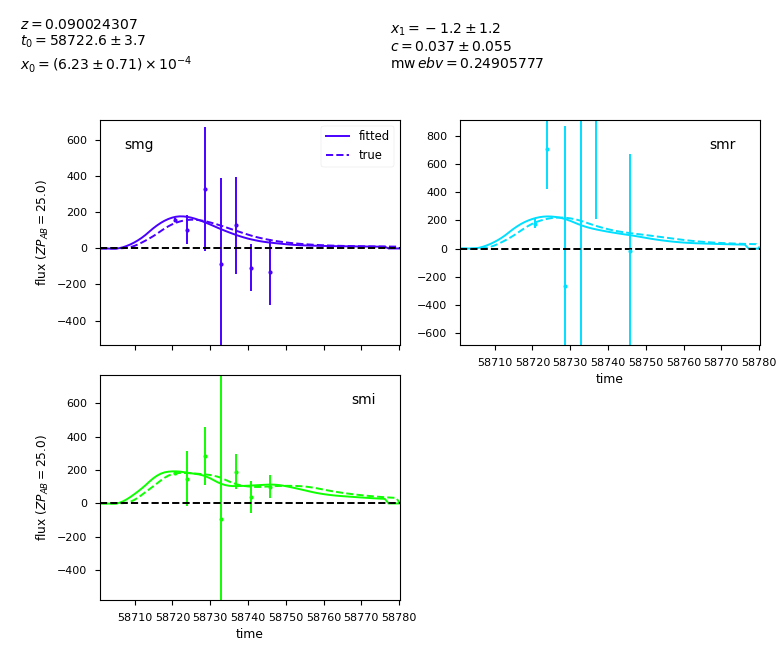 z = 0.090024307
t₀ = 58722.6 ± 3.7
x₀ = (6.23 ± 0.71) × 10⁻⁴
x₁ = −1.2 ± 1.2
c = 0.037 ± 0.055
mw ebv = 0.24905777
smg
fitted
true
600
400
200
0
−200
−400
flux (ZP_AB = 25.0)
smr
800
600
400
200
0
−200
−400
−600
58710 58720 58730 58740 58750 58760 58770 58780
time
smi
600
400
200
0
−200
−400
flux (ZP_AB = 25.0)
58710 58720 58730 58740 58750 58760 58770 58780
time